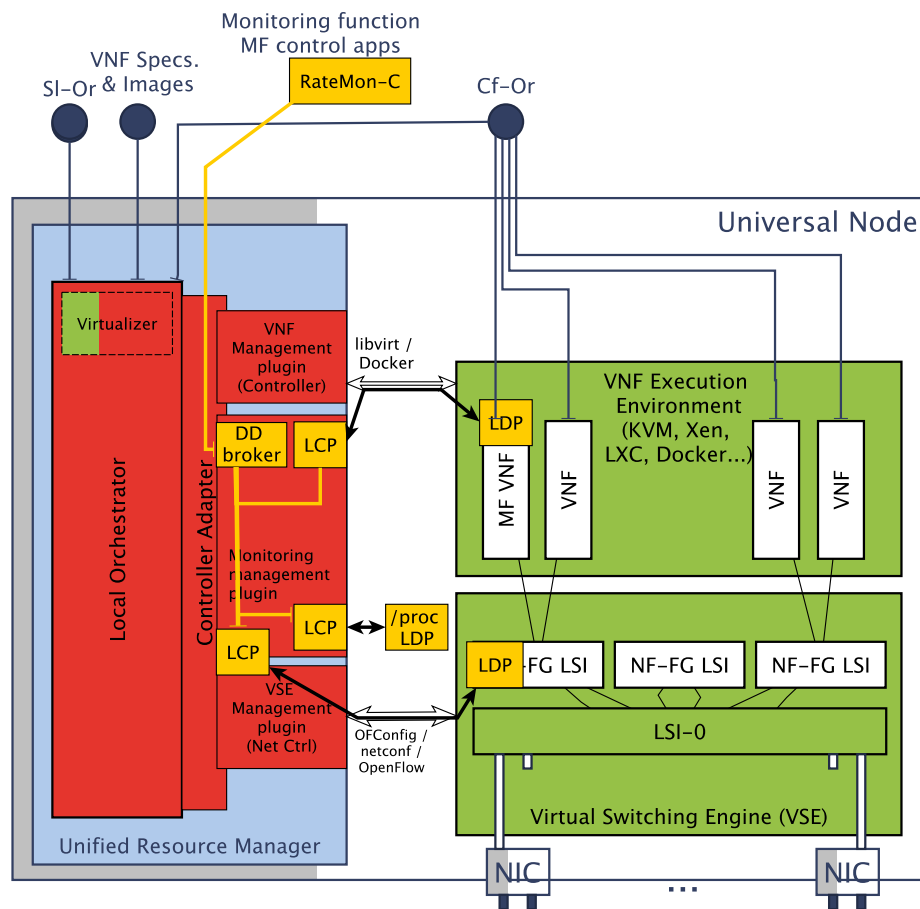 Monitoring function
MF control apps
RateMon-C
VNF Specs.
& Images
Sl-Or
Cf-Or
Universal Node
Virtualizer
Local Orchestrator
Controller Adapter
VNF
Management
plugin
(Controller)
libvirt /
Docker
DD
broker
LCP
Monitoring
management
plugin
LCP
/proc
LDP
LCP
VSE
Management
plugin
(Net Ctrl)
OFConfig /
netconf /
OpenFlow
Unified Resource Manager
VNF Execution
Environment
(KVM, Xen,
LXC, Docker...)
LDP
MF VNF
VNF
VNF
VNF
LDP
-FG LSI
NF-FG LSI
NF-FG LSI
LSI-0
Virtual Switching Engine (VSE)
NIC
...
NIC